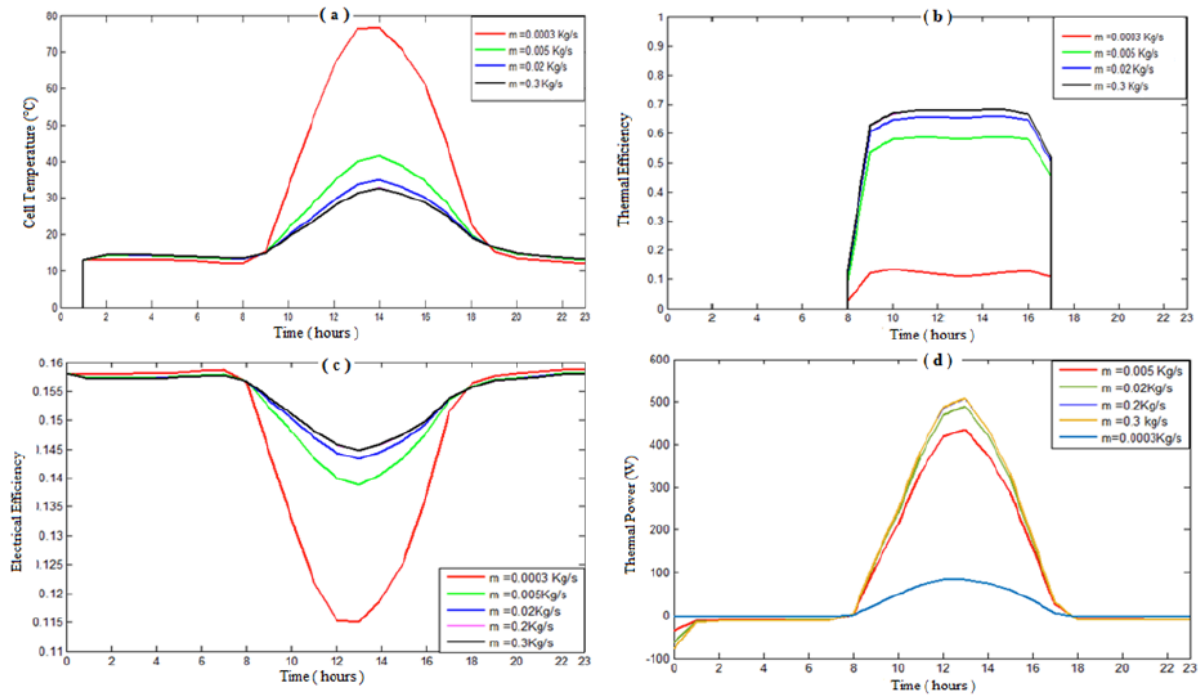 ( a )
80
70
60
50
40
30
20
10
0
Cell Temperature (°C)
0 2 4 6 8 10 12 14 16 18 20 22 23
Time ( hours )
m =0.0003 Kg/s
m =0.005 Kg/s
m =0.02 Kg/s
m =0.3 Kg/s
( b )
1
0.9
0.8
0.7
0.6
0.5
0.4
0.3
0.2
0.1
0
Thermal Efficiency
0 2 4 6 8 10 12 14 16 18 20 22 23
Time ( hours )
m =0.0003 Kg/s
m =0.005 Kg/s
m =0.02 Kg/s
m =0.3 Kg/s
( c )
0.16
0.155
0.15
0.145
0.14
0.135
0.13
0.125
0.12
0.115
0.11
Electrical Efficiency
0 2 4 6 8 10 12 14 16 18 20 22 23
Time ( hours )
m =0.0003 Kg/s
m =0.005Kg/s
m =0.02Kg/s
m =0.2Kg/s
m =0.3Kg/s
( d )
600
500
400
300
200
100
0
-100
Thermal Power (W)
0 2 4 6 8 10 12 14 16 18 20 22 23
Time ( hours )
m =0.005 Kg/s
m =0.02Kg/s
m =0.2Kg/s
m =0.3 kg/s
m=0.0003Kg/s